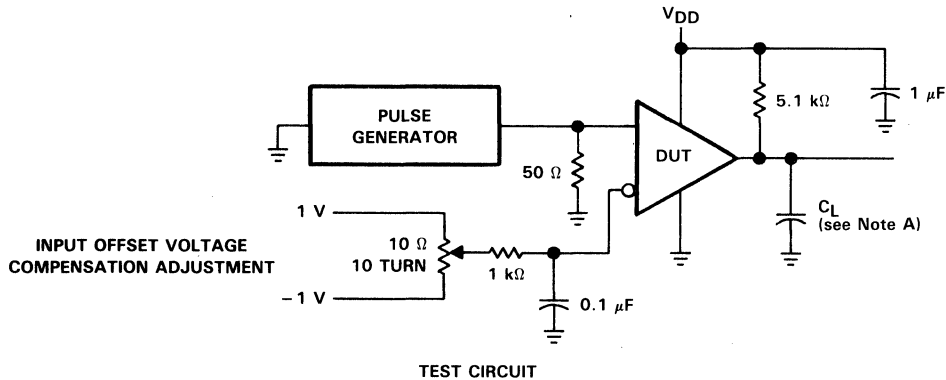 VDD
PULSE
GENERATOR
5.1 kΩ
1 μF
DUT
50 Ω
CL
(see Note A)
1 V
INPUT OFFSET VOLTAGE
COMPENSATION ADJUSTMENT
10 Ω
10 TURN
1 kΩ
−1 V
0.1 μF
TEST CIRCUIT